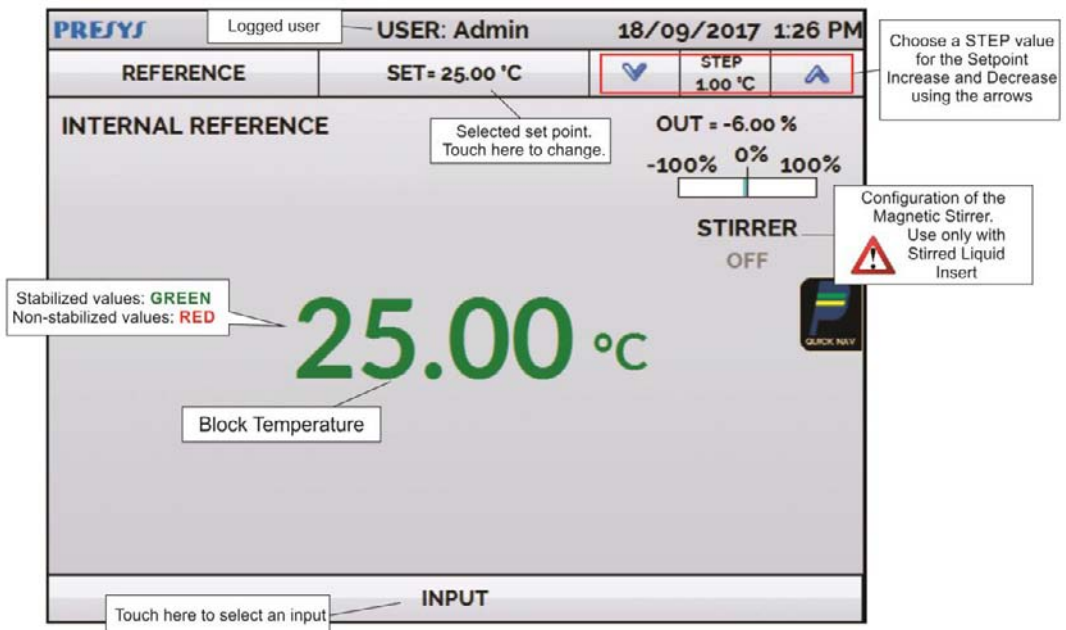 PRESYS
Logged user
USER: Admin
18/09/2017 1:26 PM
Choose a STEP value
for the Setpoint
Increase and Decrease
using the arrows
REFERENCE
SET= 25.00 °C
STEP
1.00 °C
INTERNAL REFERENCE
Selected set point.
Touch here to change.
OUT = -6.00 %
-100% 0% 100%
STIRRER
OFF
Configuration of the
Magnetic Stirrer.
Use only with
Stirred Liquid
Insert
Stabilized values: GREEN
Non-stabilized values: RED
25.00 °C
QUICK NAV
Block Temperature
INPUT
Touch here to select an input